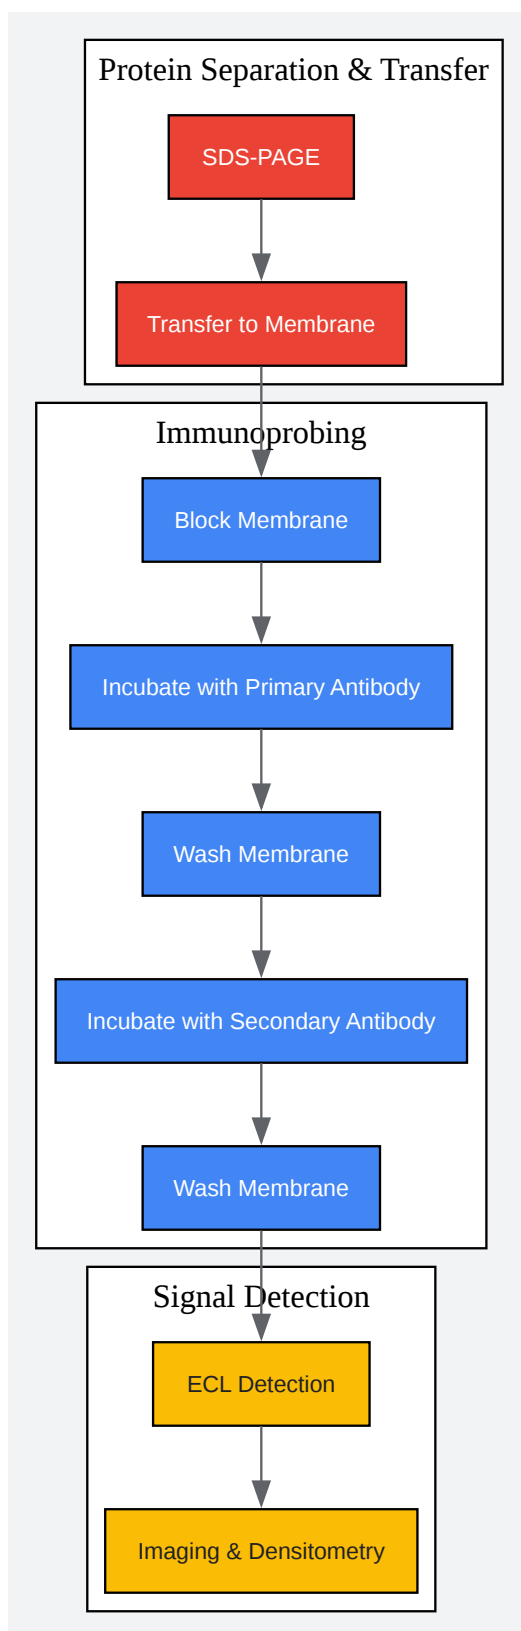 Protein Separation & Transfer
SDS-PAGE
Transfer to Membrane
Immunoprobing
Block Membrane
Incubate with Primary Antibody
Wash Membrane
Incubate with Secondary Antibody
Wash Membrane
Signal Detection
ECL Detection
Imaging & Densitometry